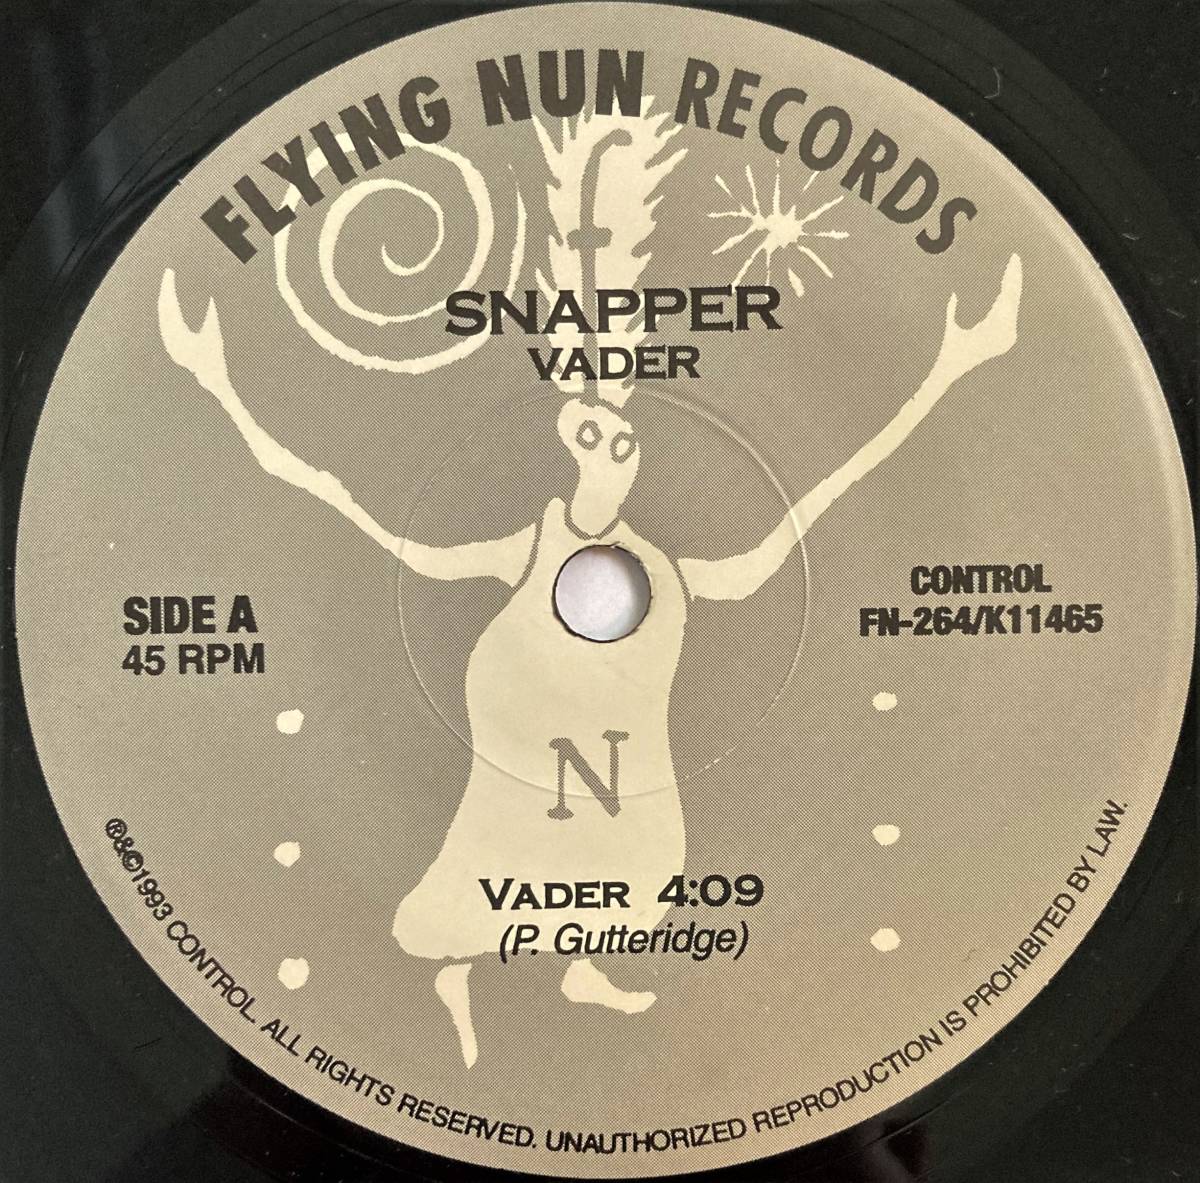 FLYING NUN RECORDS
f
SNAPPER
VADER
SIDE A
45 RPM
CONTROL
FN-264/K11465
N
VADER 4:09
(P. Gutteridge)
®&©1993 CONTROL. ALL RIGHTS RESERVED. UNAUTHORIZED REPRODUCTION IS PROHIBITED BY LAW.